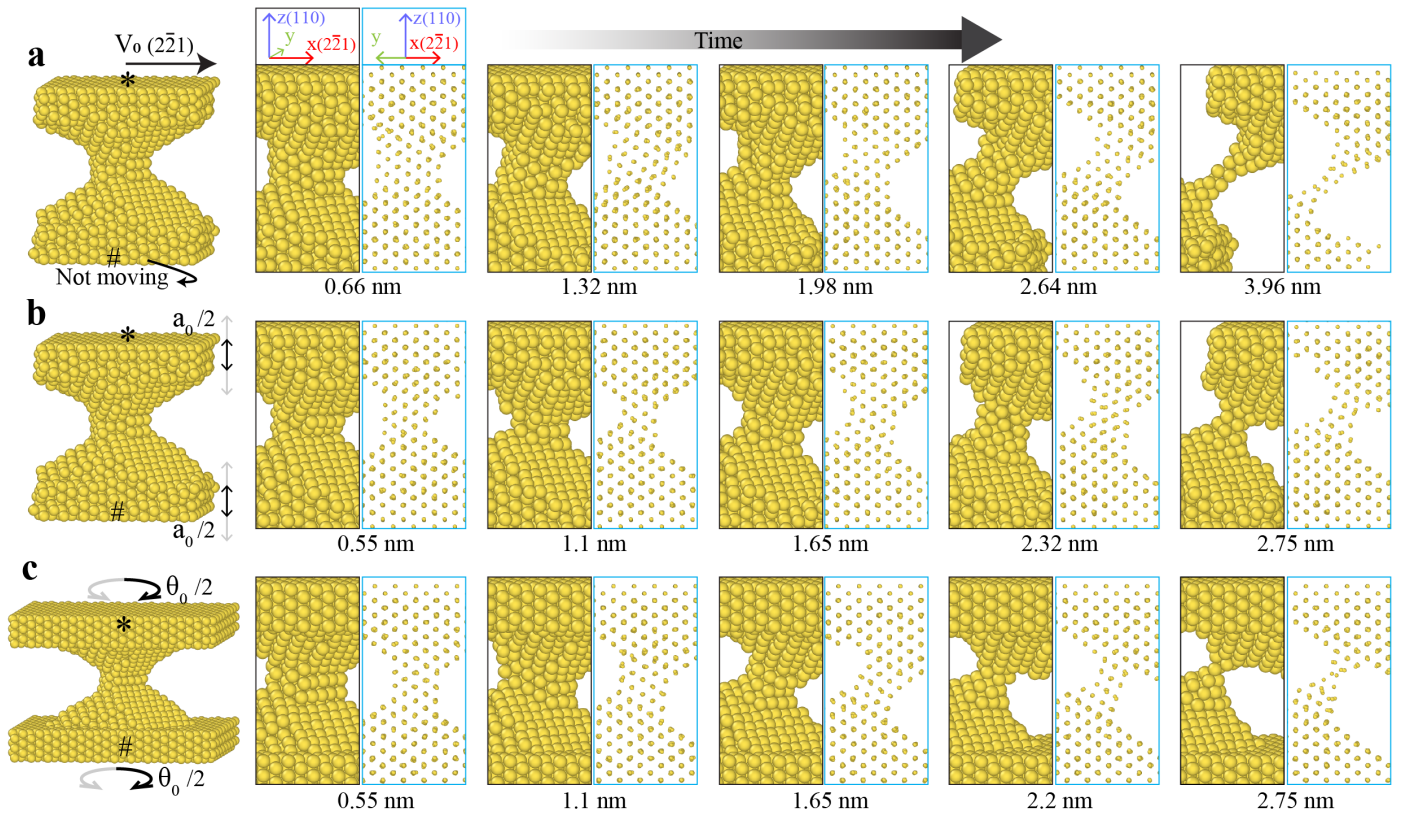 a
V₀ (22̄1)
*
#
Not moving
z(110)
y
x(22̄1)
z(110)
y
x(22̄1)
Time
0.66 nm
1.32 nm
1.98 nm
2.64 nm
3.96 nm
b
a₀/2
*
#
a₀/2
0.55 nm
1.1 nm
1.65 nm
2.32 nm
2.75 nm
c
θ₀/2
*
#
θ₀/2
0.55 nm
1.1 nm
1.65 nm
2.2 nm
2.75 nm